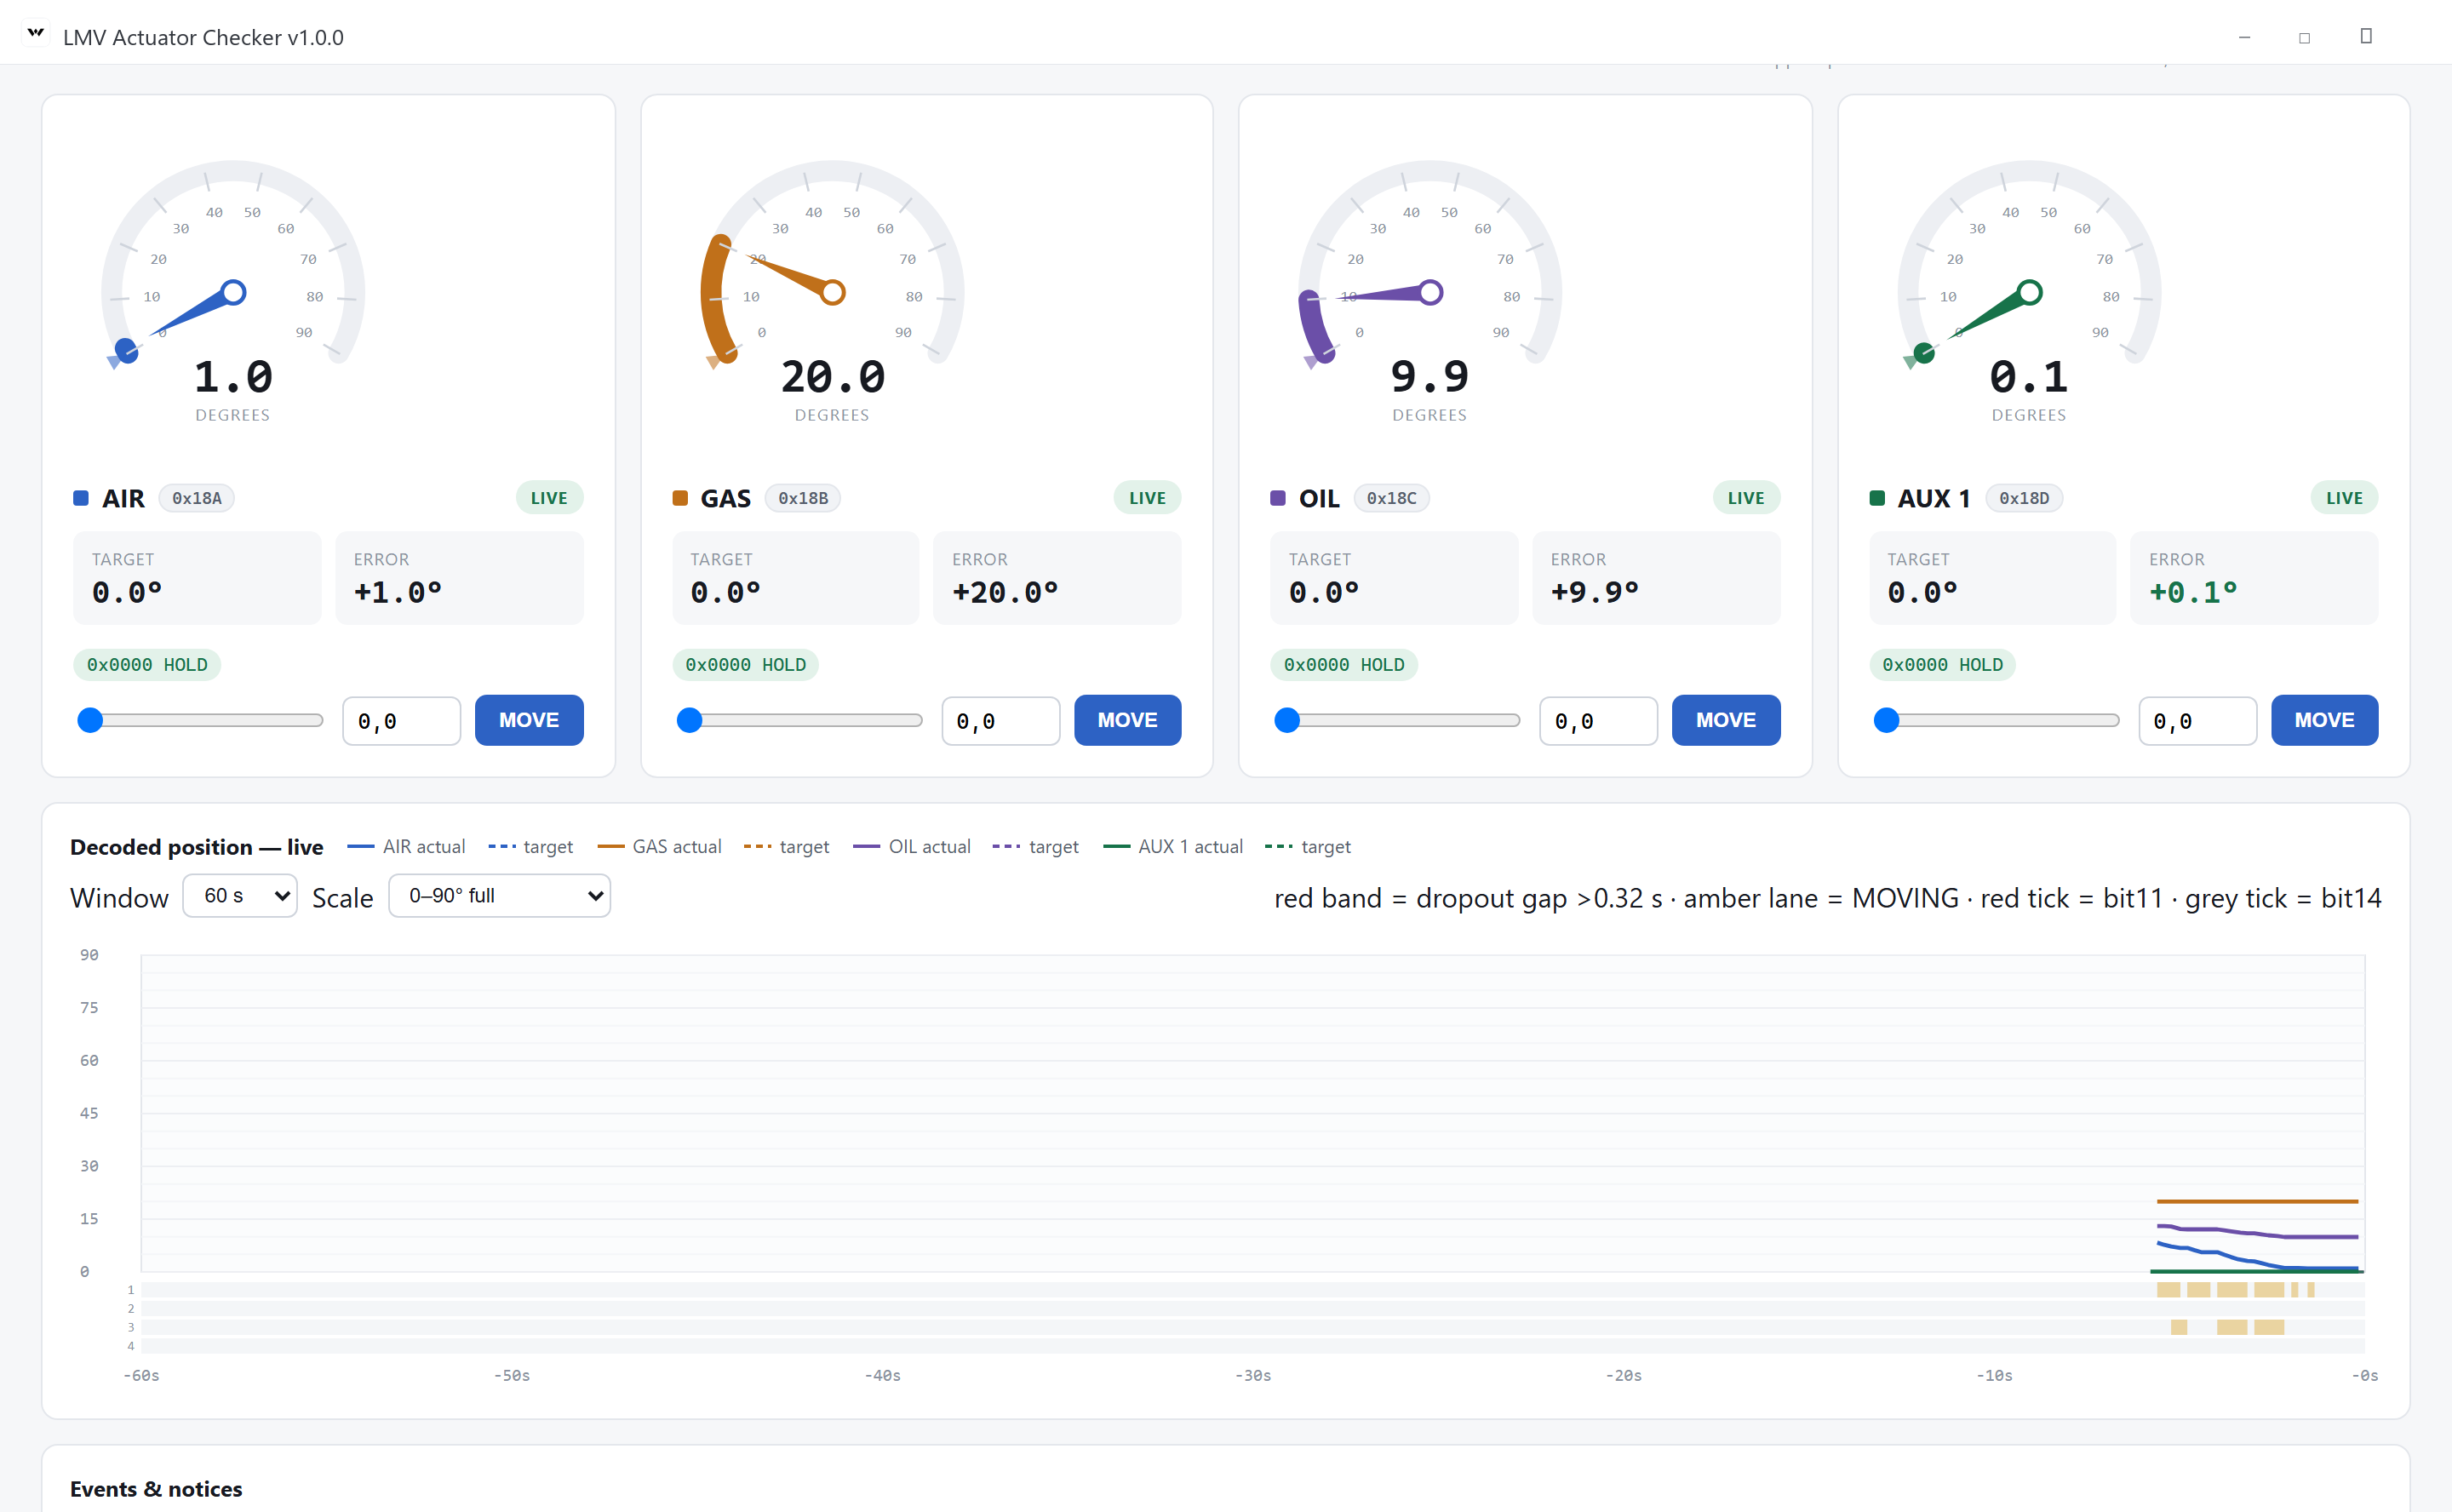 LMV Actuator Checker v1.0.0
40 50
30 60
20 70
10 80
0 90
1.0
DEGREES
AIR 0x18A LIVE
TARGET ERROR
0.0° +1.0°
0x0000 HOLD
0,0 MOVE
40 50
30 60
20 70
10 80
0 90
20.0
DEGREES
GAS 0x18B LIVE
TARGET ERROR
0.0° +20.0°
0x0000 HOLD
0,0 MOVE
40 50
30 60
20 70
10 80
0 90
9.9
DEGREES
OIL 0x18C LIVE
TARGET ERROR
0.0° +9.9°
0x0000 HOLD
0,0 MOVE
40 50
30 60
20 70
10 80
0 90
0.1
DEGREES
AUX 1 0x18D LIVE
TARGET ERROR
0.0° +0.1°
0x0000 HOLD
0,0 MOVE
Decoded position — live AIR actual target GAS actual target OIL actual target AUX 1 actual target
Window 60 s Scale 0–90° full red band = dropout gap >0.32 s · amber lane = MOVING · red tick = bit11 · grey tick = bit14
90
75
60
45
30
15
0
1
2
3
4
-60s -50s -40s -30s -20s -10s -0s
Events & notices